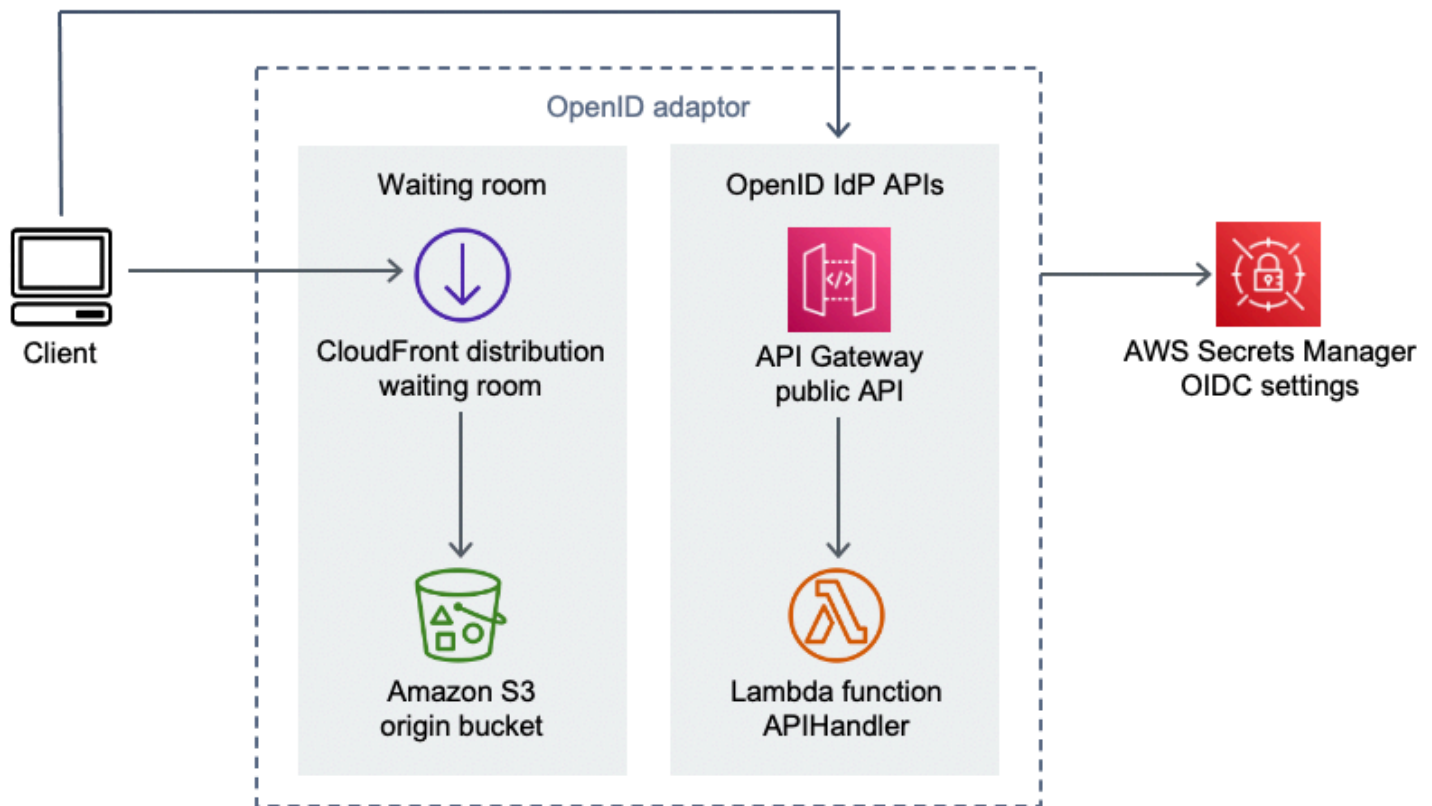 OpenID adaptor
Waiting room
OpenID IdP APIs
</>
Client
CloudFront distribution
waiting room
API Gateway
public API
AWS Secrets Manager
OIDC settings
Amazon S3
origin bucket
Lambda function
APIHandler